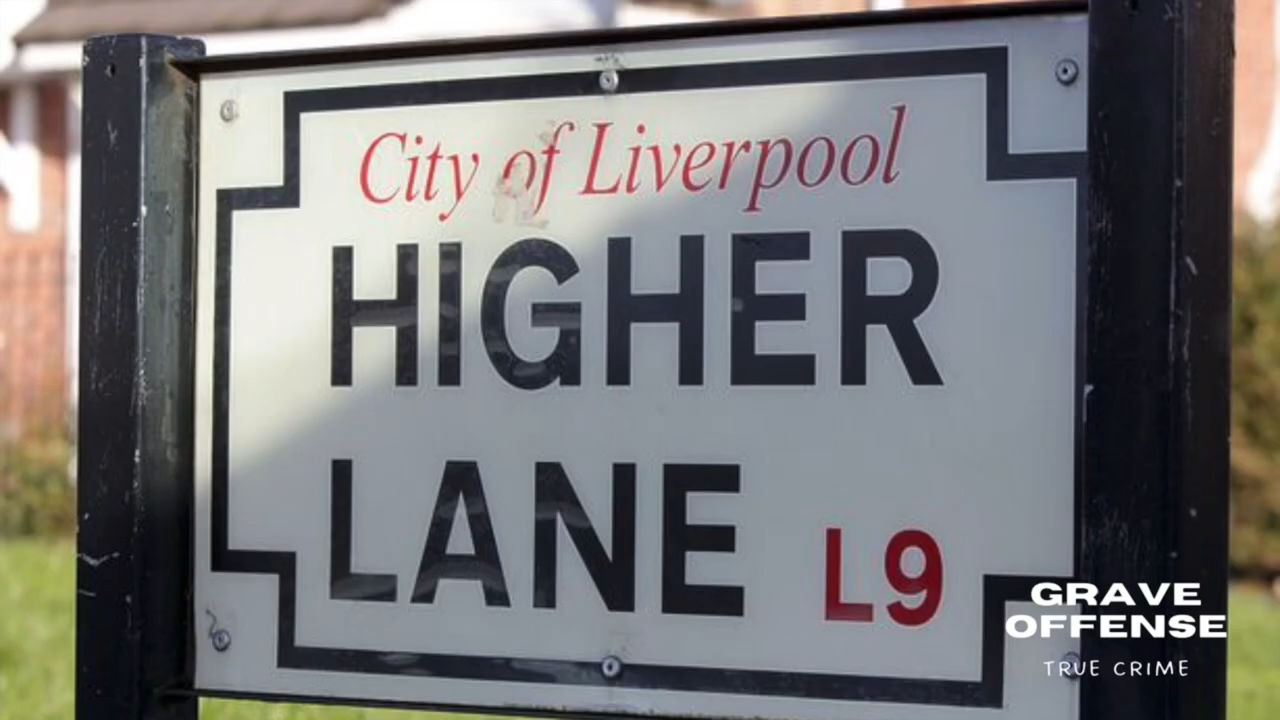 City of Liverpool
HIGHER
LANE L9
GRAVE
OFFENSE
TRUE CRIME